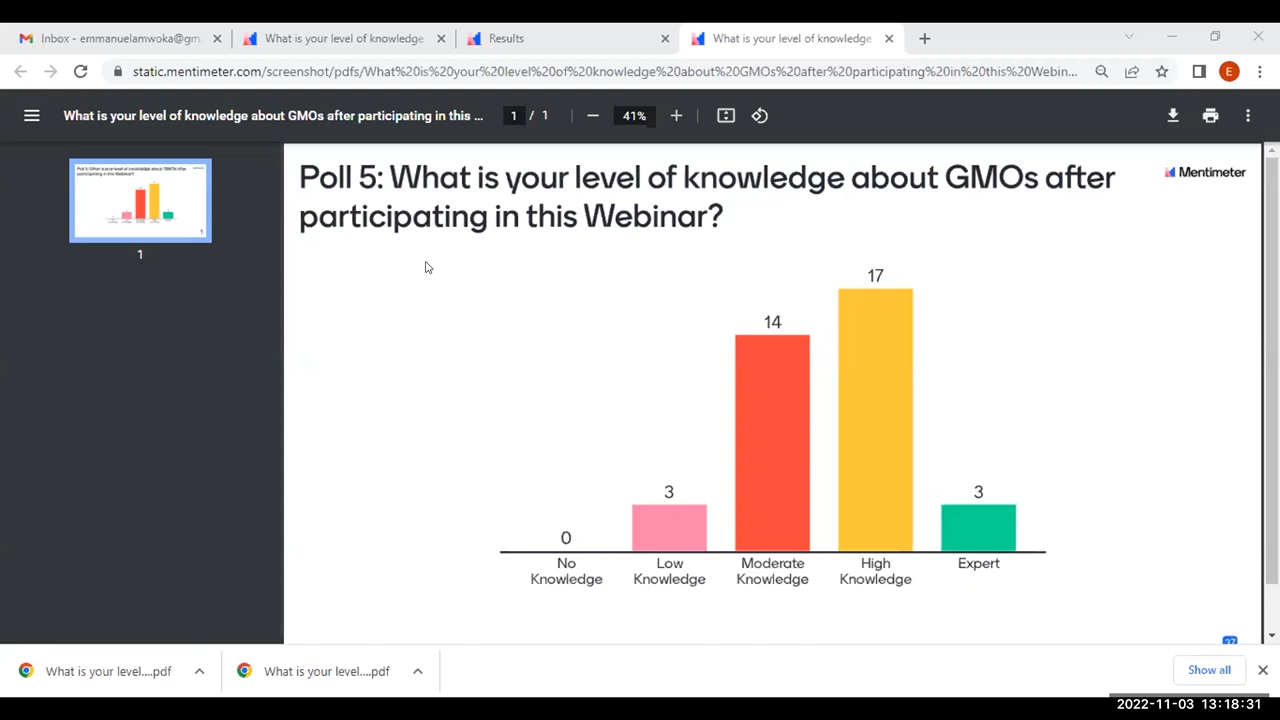 Inbox - emmanuelamwoka@gm
What is your level of knowledge
Results
What is your level of knowledge
static.mentimeter.com/screenshot/pdfs/What%20is%20your%20level%20of%20knowledge%20about%20GMOs%20after%20participating%20in%20this%20Webin...
E
What is your level of knowledge about GMOs after participating in this ...
1 / 1
41%
Poll 5: What is your level of knowledge about GMOs after
participating in this Webinar?
Mentimeter
1
17
14
3
3
0
No
Knowledge
Low
Knowledge
Moderate
Knowledge
High
Knowledge
Expert
What is your level....pdf
What is your level....pdf
Show all
2022-11-03 13:18:31